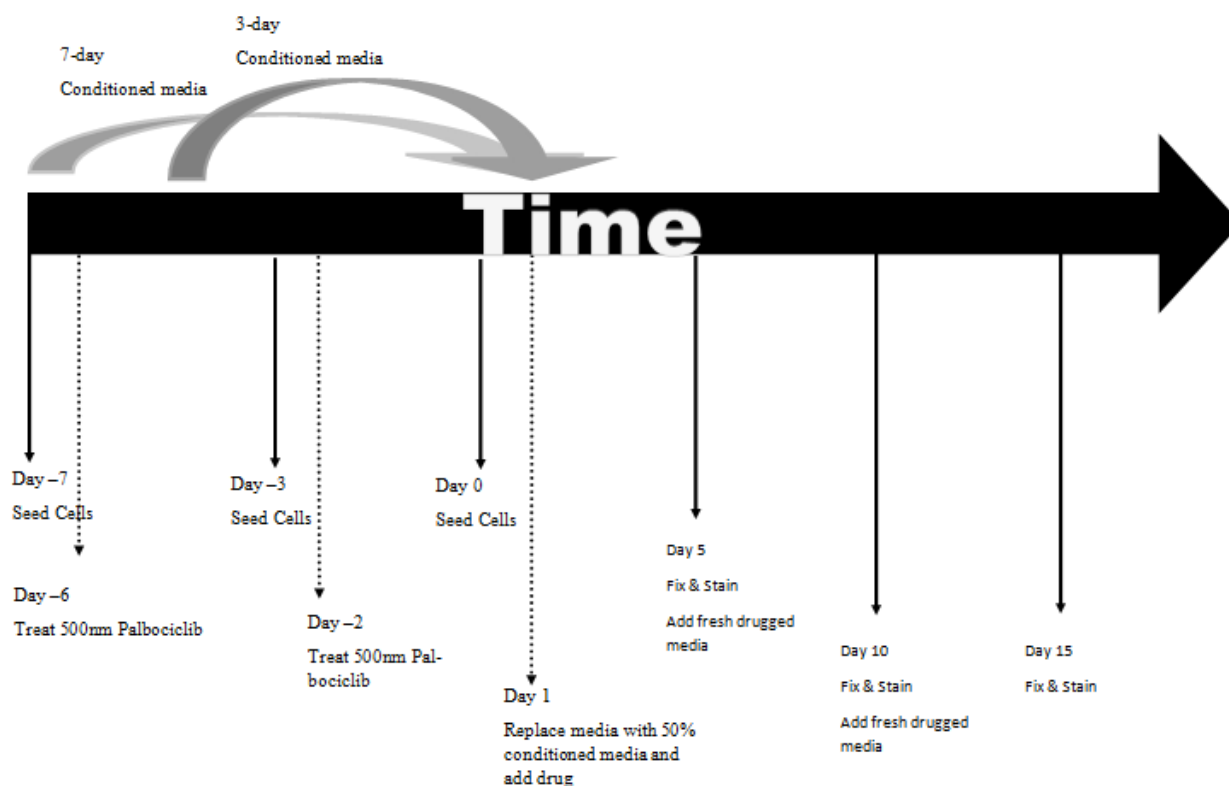 3-day
Conditioned media
7-day
Conditioned media
Time
Day –7
Seed Cells
Day –6
Treat 500nm Palbociclib
Day –3
Seed Cells
Day –2
Treat 500nm Pal-
bociclib
Day 0
Seed Cells
Day 1
Replace media with 50%
conditioned media and
add drug
Day 5
Fix & Stain
Add fresh drugged
media
Day 10
Fix & Stain
Add fresh drugged
media
Day 15
Fix & Stain